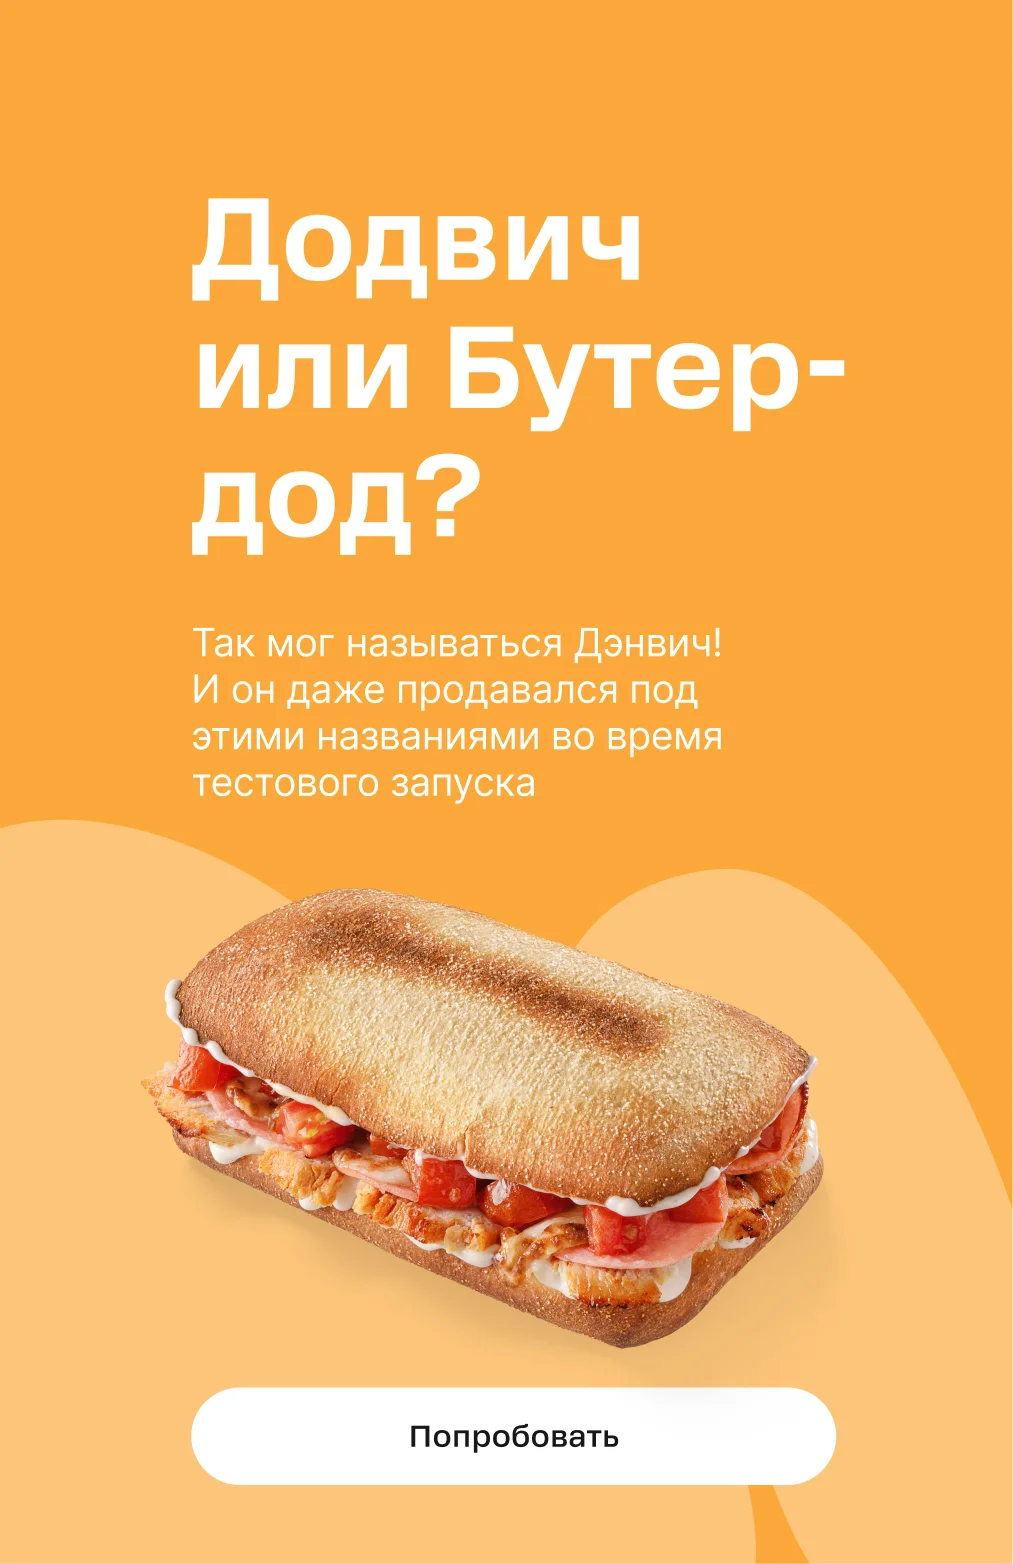 Додвич
или Бутер-
дод?
Так мог называться Дэнвич!
И он даже продавался под
этими названиями во время
тестового запуска
Попробовать